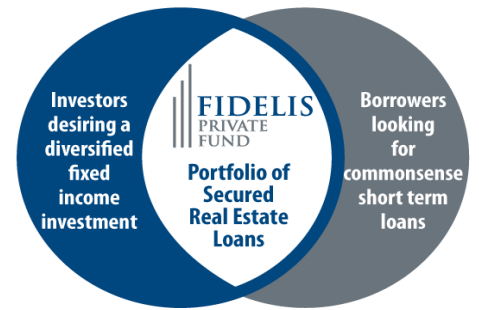 Investors
desiring a
diversified
fixed
income
investment
FIDELIS
PRIVATE
FUND
Portfolio of
Secured
Real Estate
Loans
Borrowers
looking
for
commonsense
short term
loans